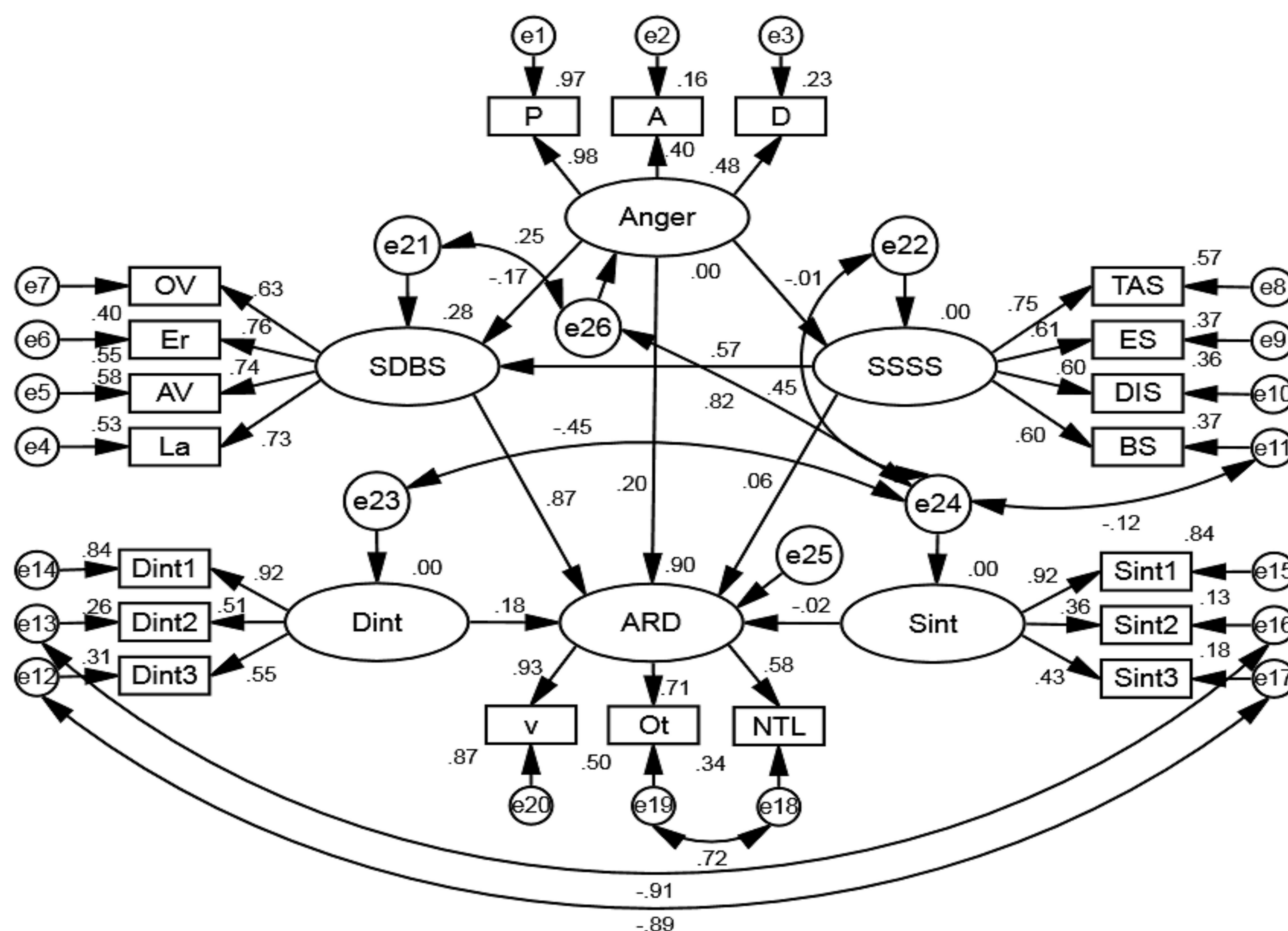 e1 e2 e3
.97 .16 .23
P A D
.98 .40 .48
Anger
e21 .25 e22
-.17 .00 -.01
e7 OV .63 .28 e26 .00 .75 TAS .57 e8
.40 .76 .61 .37
e6 Er SDBS .57 SSSS ES e9
.55 .74 .36
e5 .58 AV .45 .60 DIS e10
.82
e4 .53 La .73 -.45 .60 BS .37 e11
e23 .87 .20 .06 e24 -.12
.84 e25 .84
e14 Dint1 .92 .00 .90 .00 .92 Sint1 e15
.26 .51 .36 .13
e13 Dint2 Dint .18 ARD -.02 Sint Sint2 e16
.31 .18
e12 Dint3 .55 .93 .71 .58 .43 Sint3 e17
v Ot NTL
.87 .50 .34
e20 e19 e18
.72
-.91
-.89